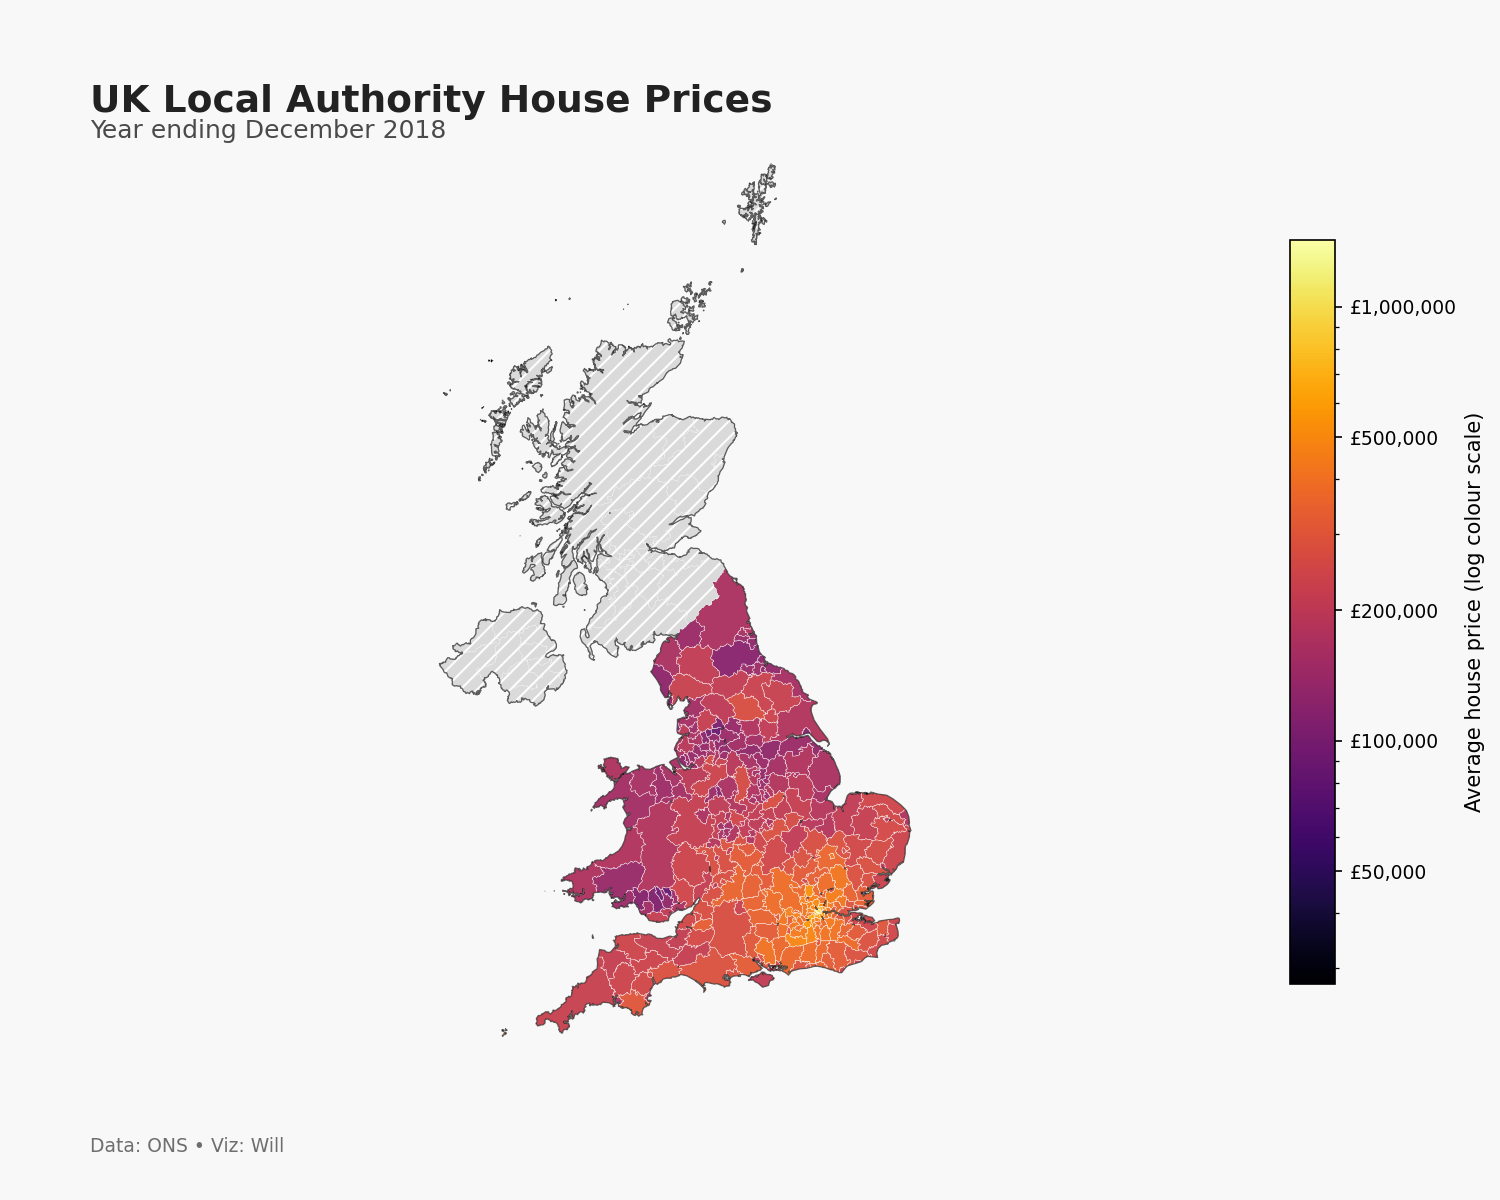 UK Local Authority House Prices
Year ending December 2018
£1,000,000
£500,000
£200,000
£100,000
£50,000
Average house price (log colour scale)
Data: ONS • Viz: Will